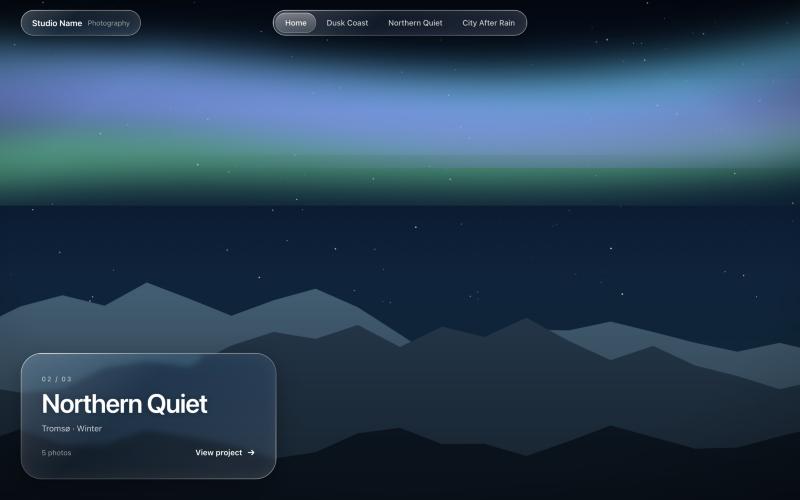 Studio Name Photography
Home Dusk Coast Northern Quiet City After Rain
02 / 03
Northern Quiet
Tromsø · Winter
5 photos
View project →